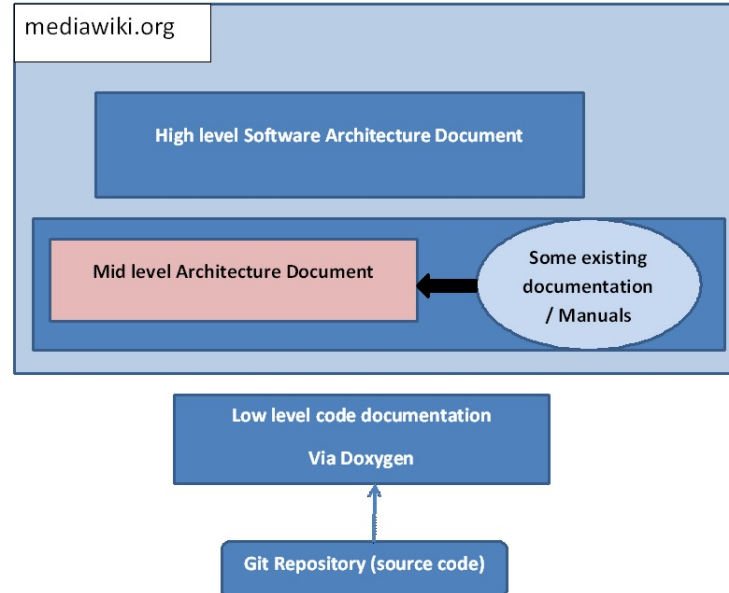 mediawiki.org
High level Software Architecture Document
Mid level Architecture Document
Some existing
documentation
/ Manuals
Low level code documentation
Via Doxygen
Git Repository (source code)